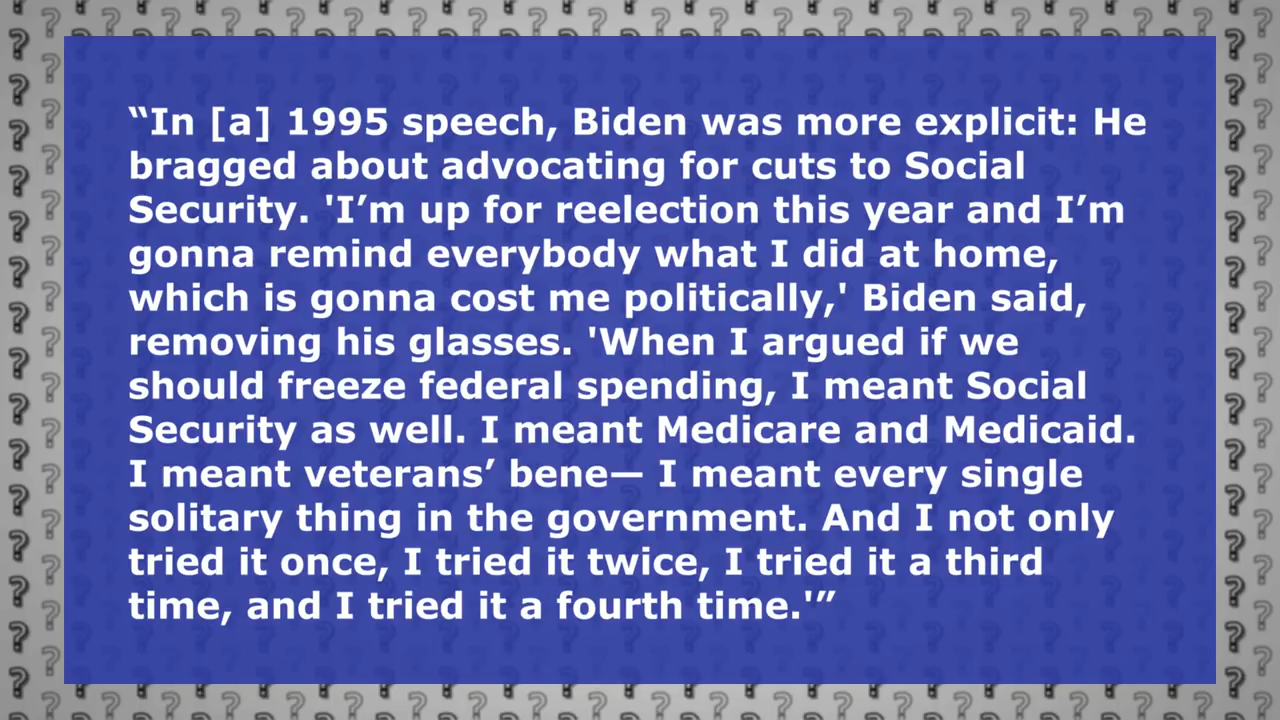 “In [a] 1995 speech, Biden was more explicit: He
bragged about advocating for cuts to Social
Security. 'I’m up for reelection this year and I’m
gonna remind everybody what I did at home,
which is gonna cost me politically,' Biden said,
removing his glasses. 'When I argued if we
should freeze federal spending, I meant Social
Security as well. I meant Medicare and Medicaid.
I meant veterans’ bene— I meant every single
solitary thing in the government. And I not only
tried it once, I tried it twice, I tried it a third
time, and I tried it a fourth time.'”